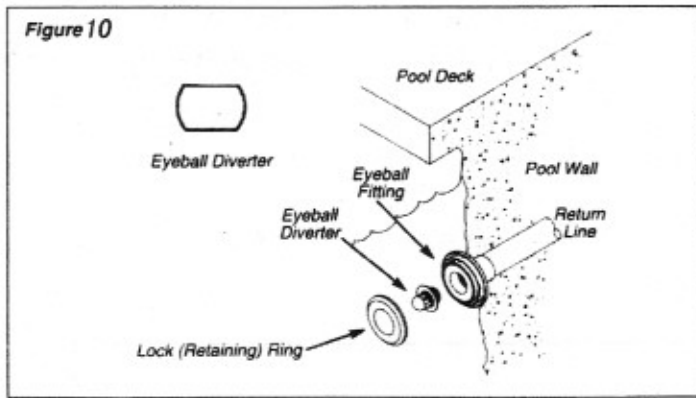 Figure 10
Pool Deck
Eyeball Diverter
Eyeball
Fitting
Pool Wall
Eyeball
Diverter
Return
Line
Lock (Retaining) Ring